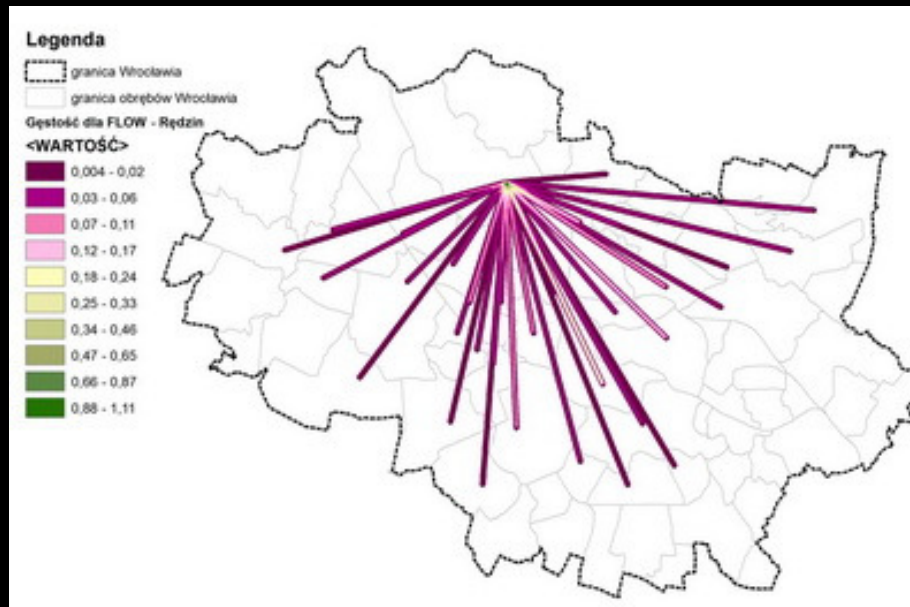 Legenda
granica Wrocławia
granica obrębów Wrocławia
Gęstość dla FLOW - Rędzin
<WARTOŚĆ>
0,004 - 0,02
0,03 - 0,06
0,07 - 0,11
0,12 - 0,17
0,18 - 0,24
0,25 - 0,33
0,34 - 0,46
0,47 - 0,65
0,66 - 0,87
0,88 - 1,11